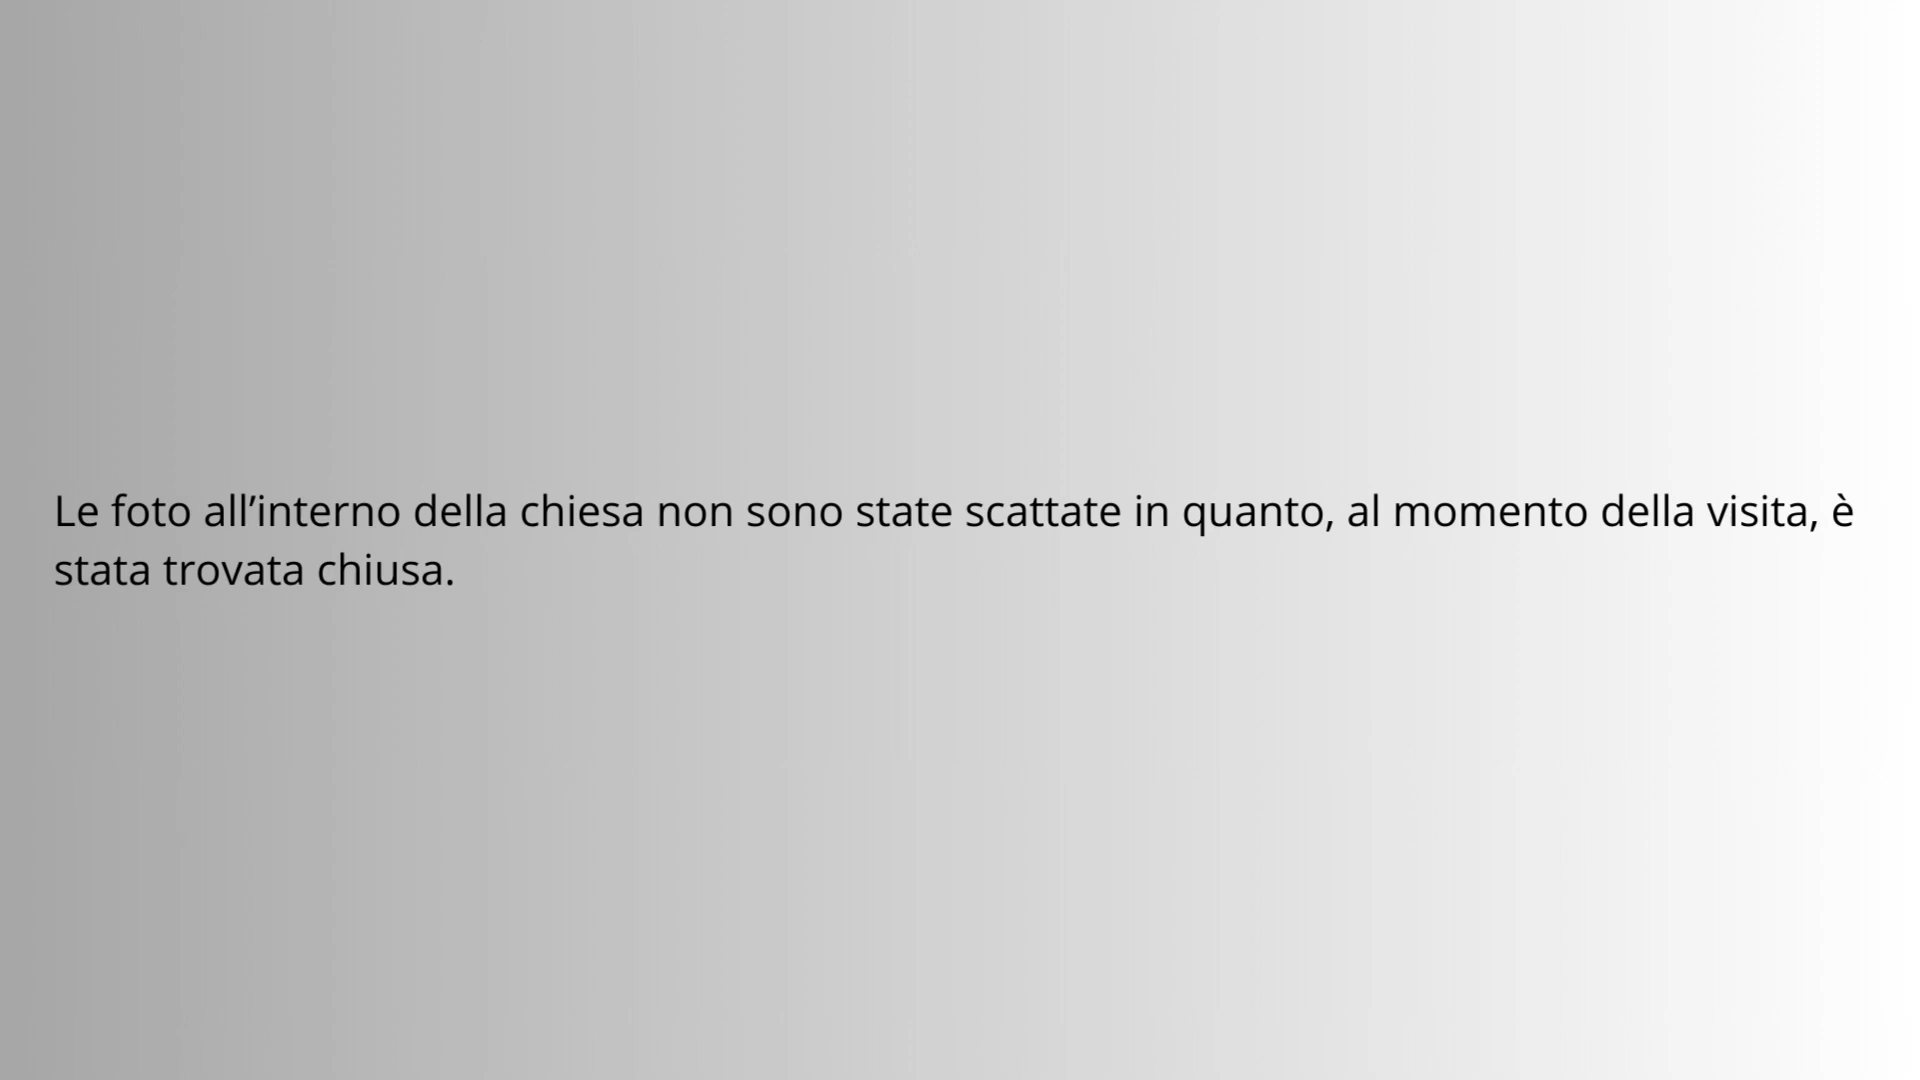 Le foto all’interno della chiesa non sono state scattate in quanto, al momento della visita, è
stata trovata chiusa.